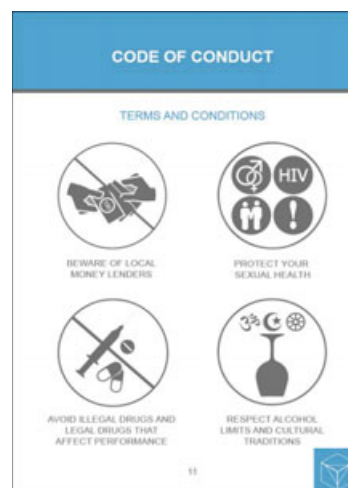 CODE OF CONDUCT
TERMS AND CONDITIONS
HIV
!
BEWARE OF LOCAL
MONEY LENDERS
PROTECT YOUR
SEXUAL HEALTH
AVOID ILLEGAL DRUGS AND
LEGAL DRUGS THAT
AFFECT PERFORMANCE
RESPECT ALCOHOL
LIMITS AND CULTURAL
TRADITIONS
11